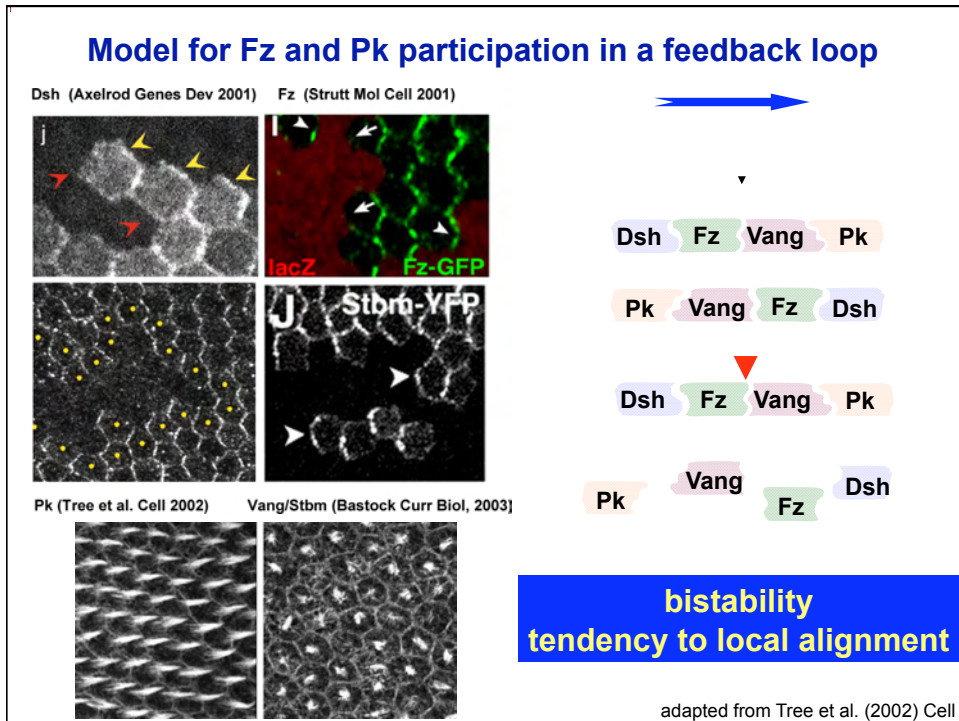 Model for Fz and Pk participation in a feedback loop
Dsh (Axelrod Genes Dev 2001)
Fz (Strutt Mol Cell 2001)
j
I
lacZ
Fz-GFP
J
Stbm-YFP
Pk (Tree et al. Cell 2002)
Vang/Stbm (Bastock Curr Biol, 2003)
Dsh Fz Vang Pk
Pk Vang Fz Dsh
Dsh Fz Vang Pk
Pk Vang Fz Dsh
bistability
tendency to local alignment
adapted from Tree et al. (2002) Cell